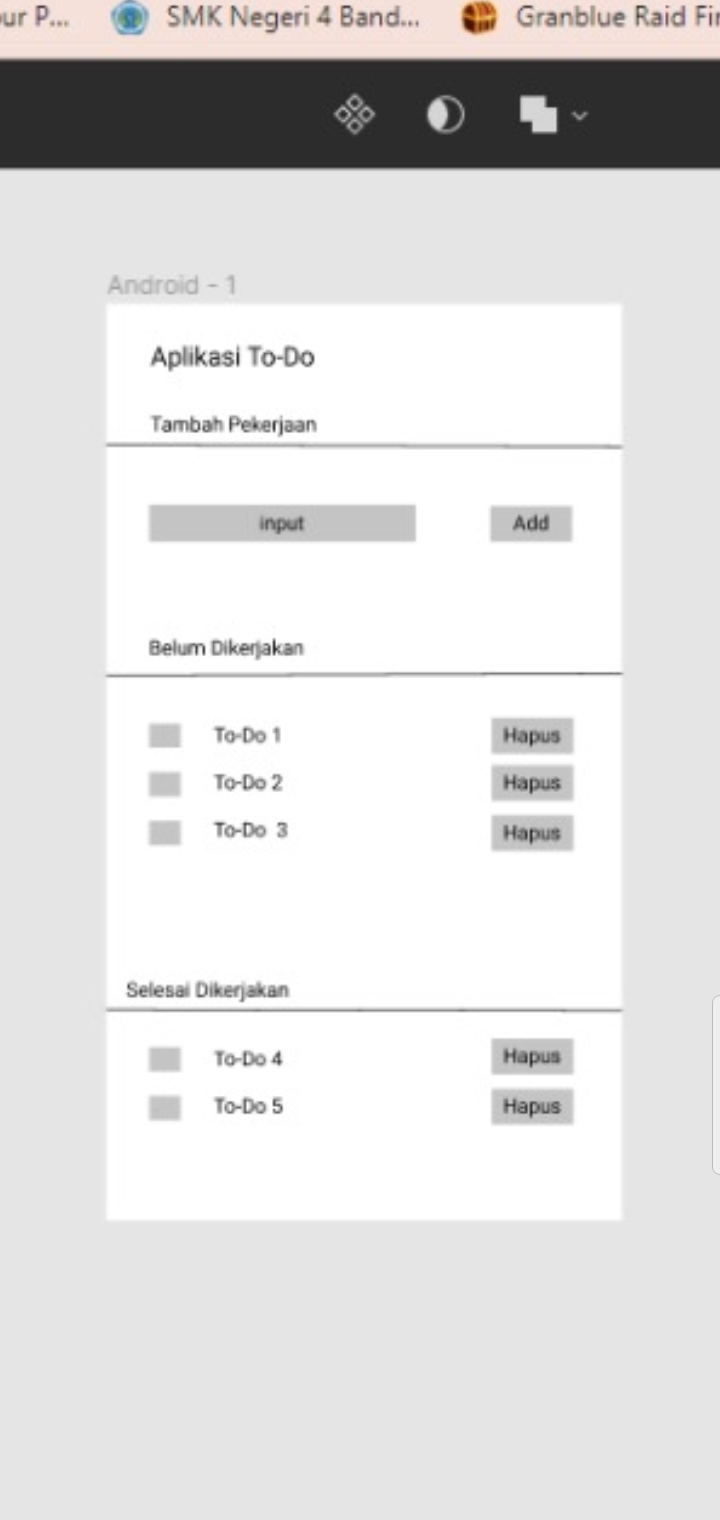 SMK Negeri 4 Band...
Granblue Raid
Android - 1
Aplikasi To-Do
Tambah Pekerjaan
input
Add
Belum Dikerjakan
To-Do 1
Hapus
To-Do 2
Hapus
To-Do 3
Hapus
Selesai Dikerjakan
To-Do 4
Hapus
To-Do 5
Hapus